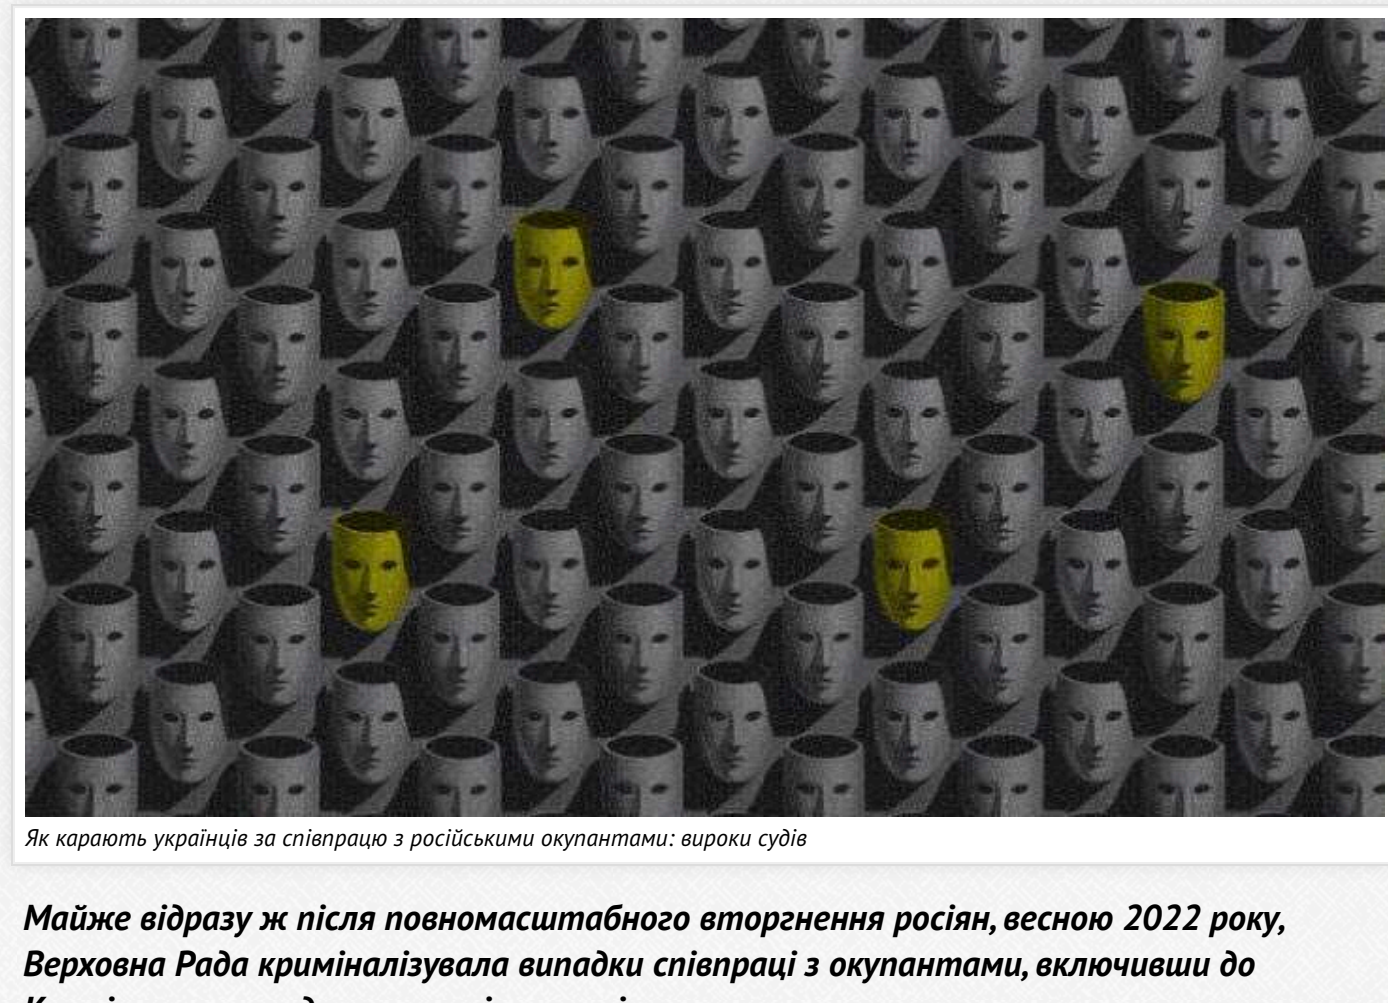 Як карають українців за співпрацю з російськими окупантами: вироки судів
Майже відразу ж після повномасштабного вторгнення росіян, весною 2022 року,
Верховна Рада криміналізувала випадки співпраці з окупантами, включивши до